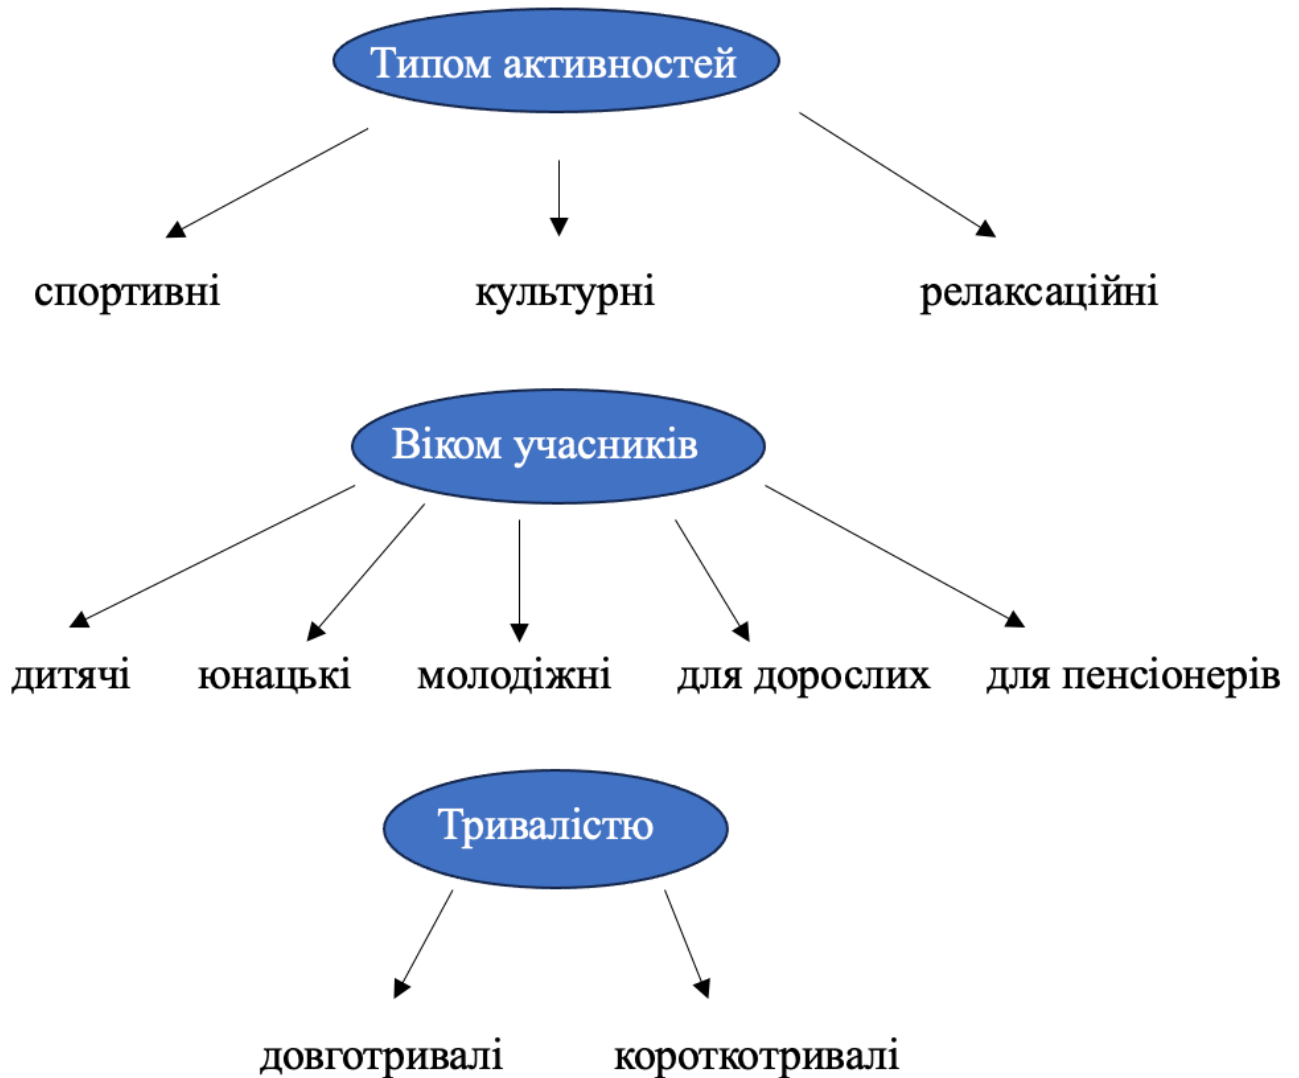 Типом активностей
спортивні культурні релаксаційні
Віком учасників
дитячі юнацькі молодіжні для дорослих для пенсіонерів
Тривалістю
довготривалі короткотривалі